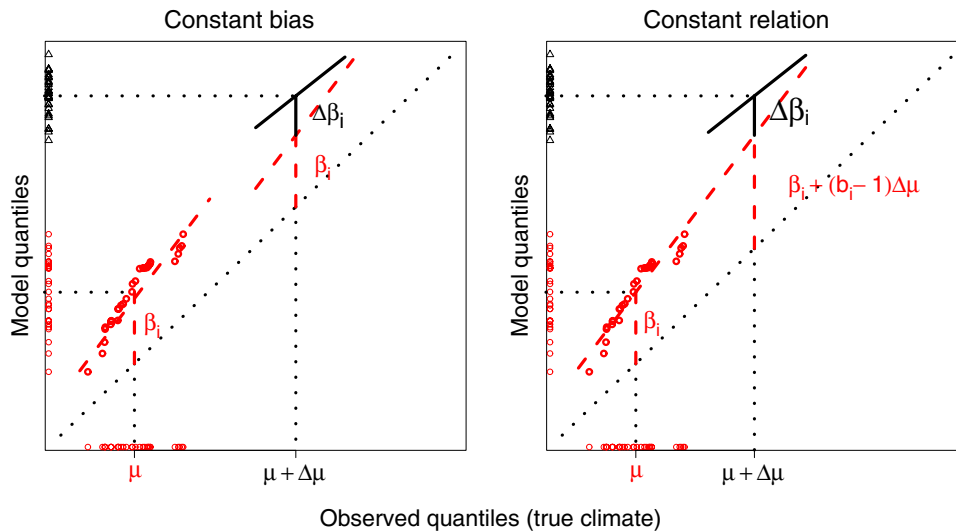 Constant bias
Constant relation
Model quantiles
Δβi
βi
βi
μ
μ + Δμ
Model quantiles
Δβi
βi + (bi − 1)Δμ
βi
μ
μ + Δμ
Observed quantiles (true climate)